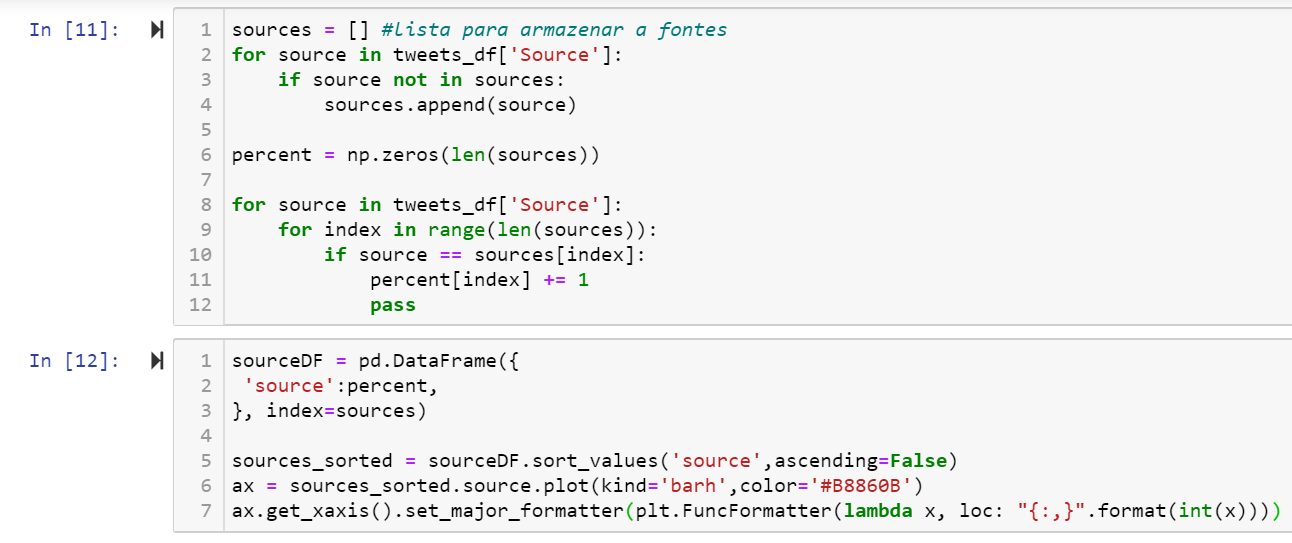 In [11]:
1 sources = [] #lista para armazenar a fontes
2 for source in tweets_df['Source']:
3     if source not in sources:
4         sources.append(source)
5
6 percent = np.zeros(len(sources))
7
8 for source in tweets_df['Source']:
9     for index in range(len(sources)):
10         if source == sources[index]:
11             percent[index] += 1
12             pass
In [12]:
1 sourceDF = pd.DataFrame({
2  'source':percent,
3 }, index=sources)
4
5 sources_sorted = sourceDF.sort_values('source',ascending=False)
6 ax = sources_sorted.source.plot(kind='barh',color='#B8860B')
7 ax.get_xaxis().set_major_formatter(plt.FuncFormatter(lambda x, loc: "{:,}".format(int(x))))